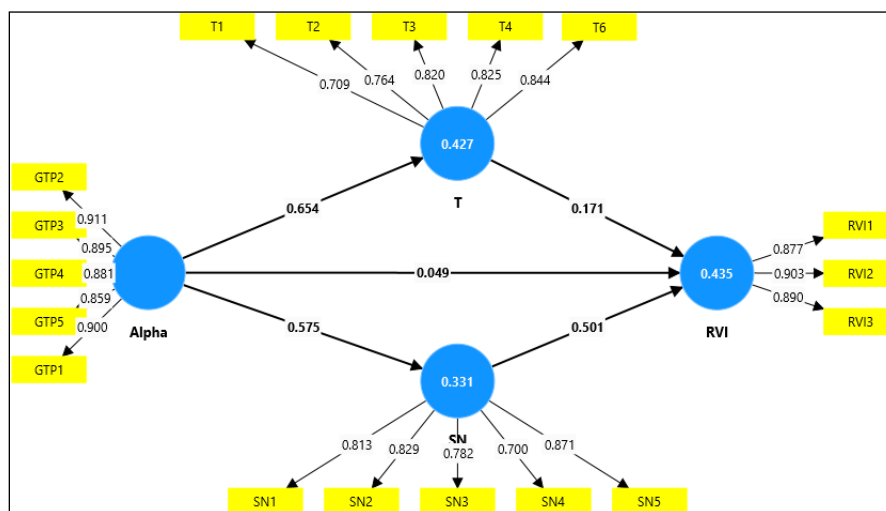 T1 T2 T3 T4 T6
0.709 0.764 0.820 0.825 0.844
0.427
T
GTP2
GTP3
GTP4
GTP5
GTP1
0.911
0.895
0.881
0.859
0.900
Alpha
0.654
0.171
0.049
0.575
0.501
0.435
RVI
0.877
0.903
0.890
RVI1
RVI2
RVI3
0.331
SN
0.813 0.829 0.782 0.700 0.871
SN1 SN2 SN3 SN4 SN5